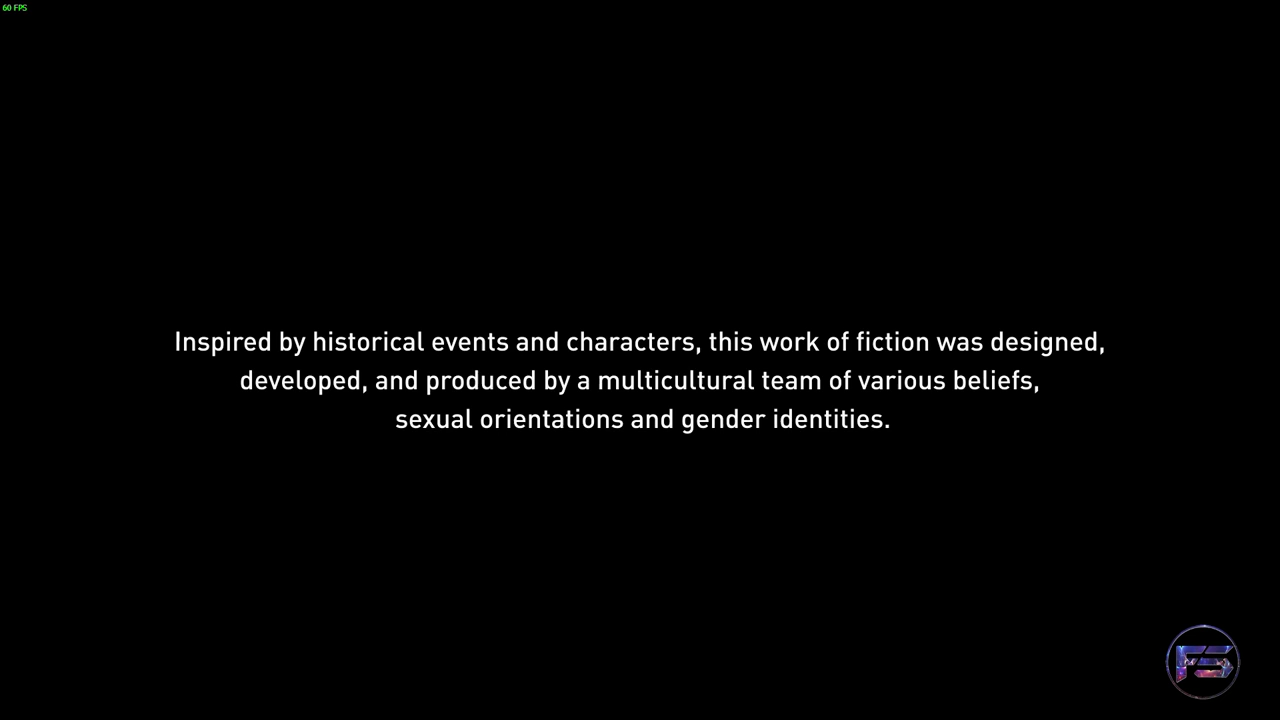 60 FPS
Inspired by historical events and characters, this work of fiction was designed,
developed, and produced by a multicultural team of various beliefs,
sexual orientations and gender identities.
FS